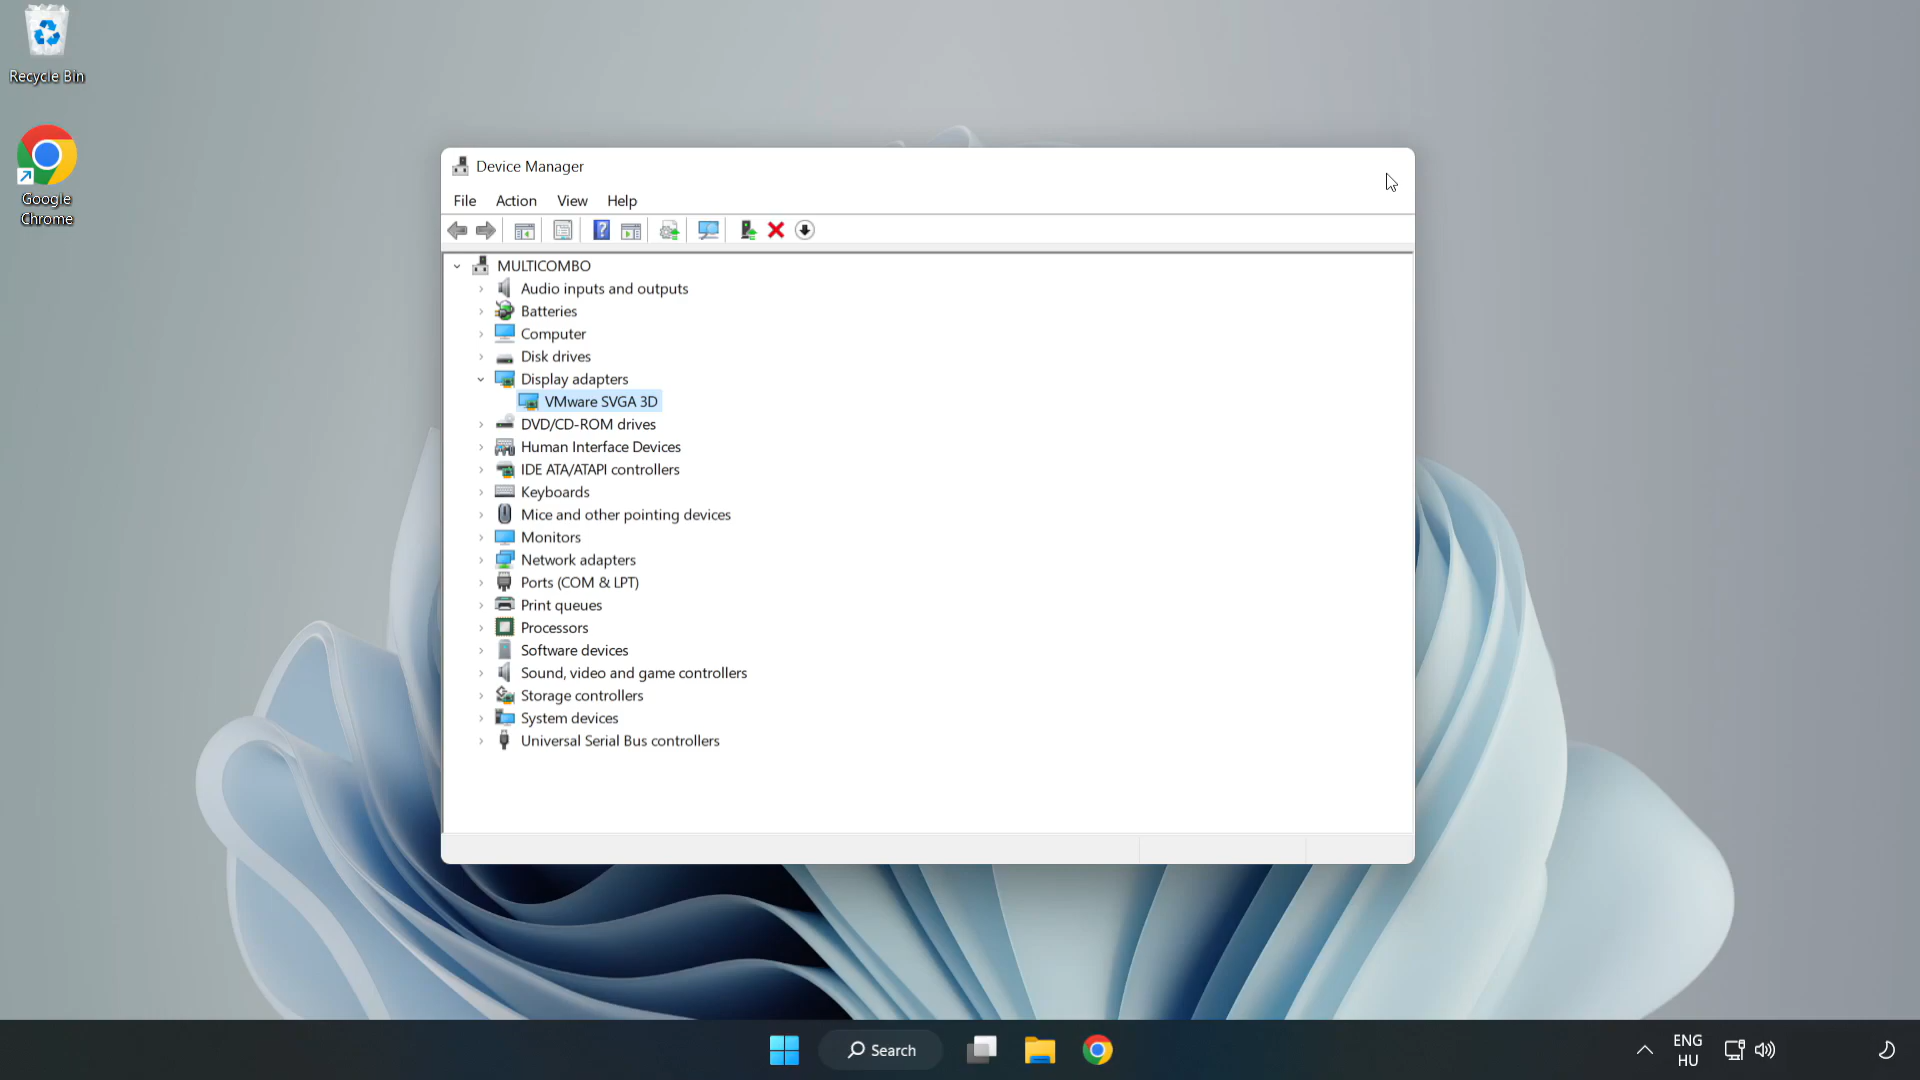 Recycle Bin
Google
Chrome
Device Manager
File Action View Help
MULTICOMBO
Audio inputs and outputs
Batteries
Computer
Disk drives
Display adapters
VMware SVGA 3D
DVD/CD-ROM drives
Human Interface Devices
IDE ATA/ATAPI controllers
Keyboards
Mice and other pointing devices
Monitors
Network adapters
Ports (COM & LPT)
Print queues
Processors
Software devices
Sound, video and game controllers
Storage controllers
System devices
Universal Serial Bus controllers
Search
ENG
HU